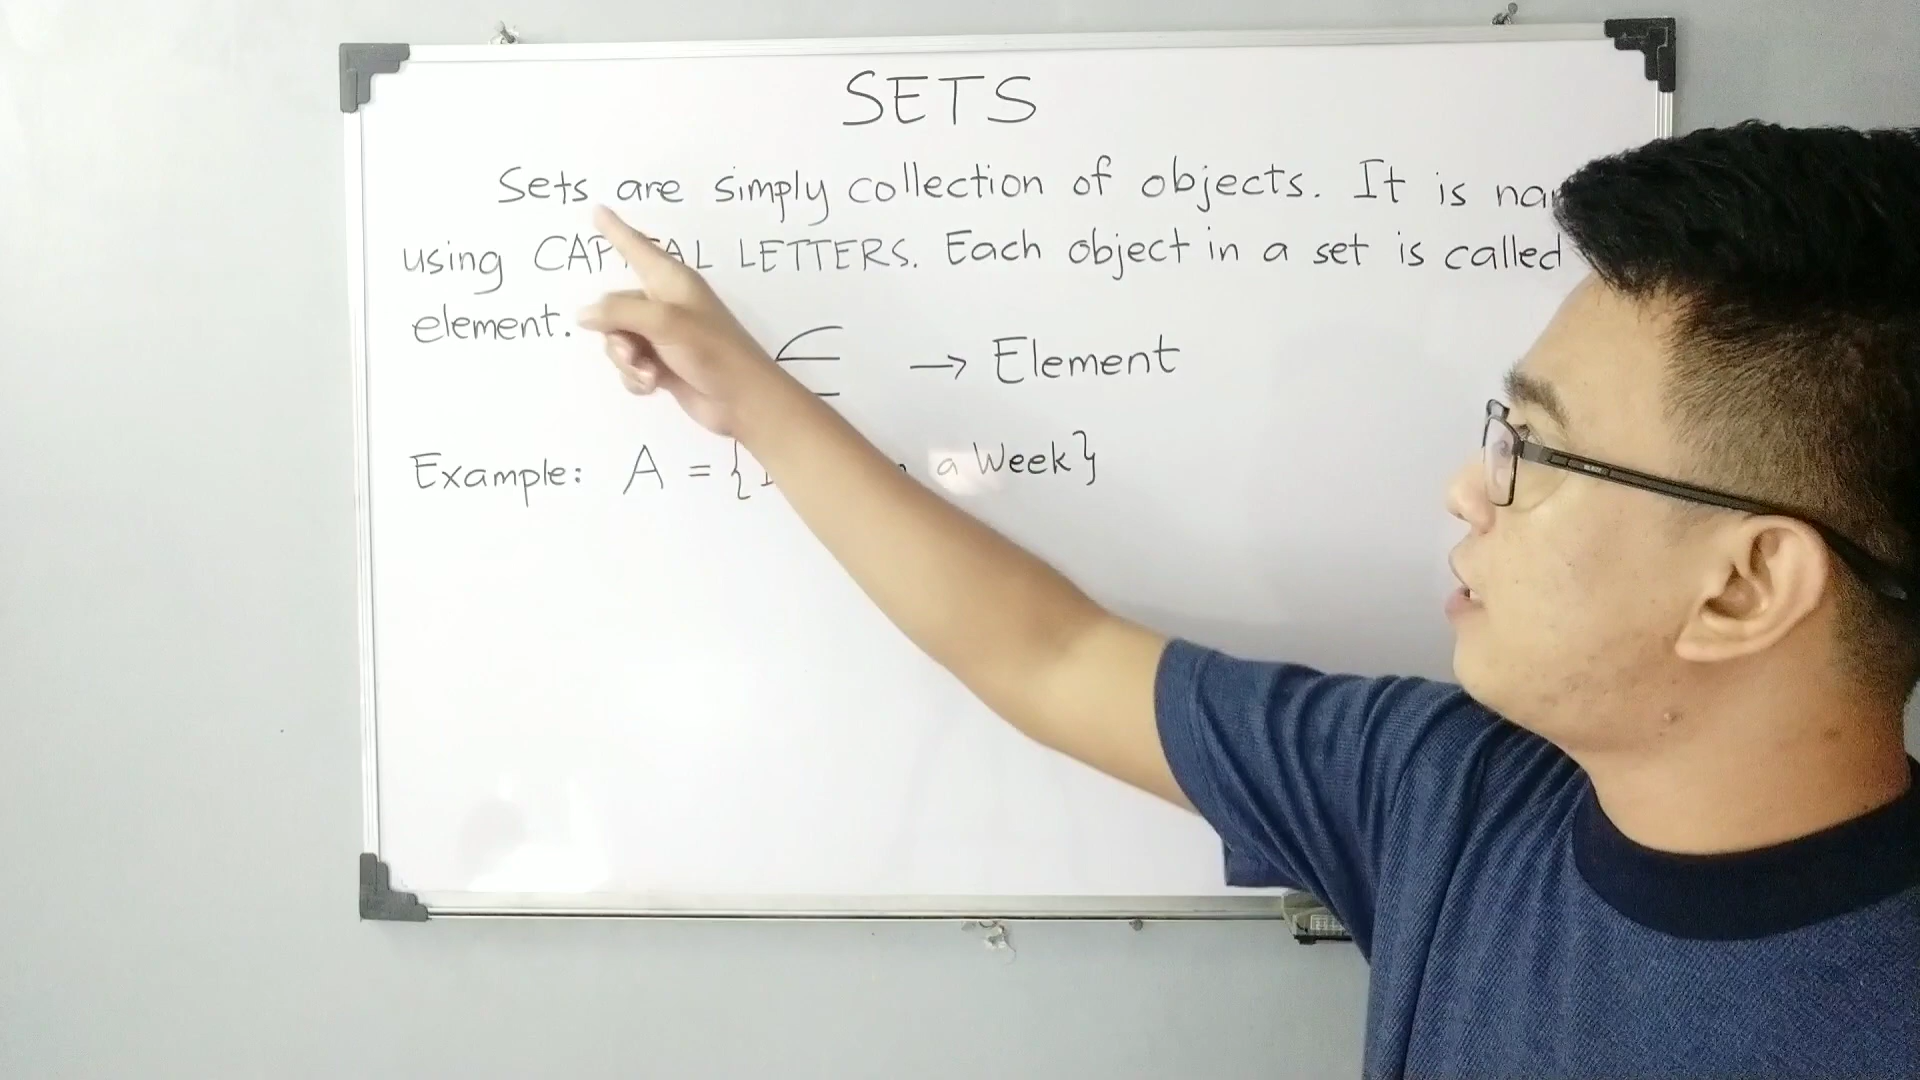 SETS
Sets are simply collection of objects. It is
using LETTERS. Each object in a set is called
element.
∈ → Element
Example: A = { a Week}